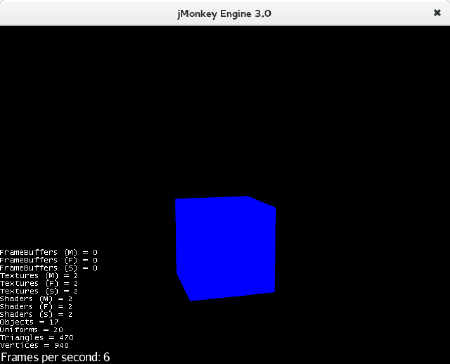 jMonkey Engine 3.0
FrameBuffers (M) = 0
FrameBuffers (F) = 0
FrameBuffers (S) = 0
Textures (M) = 2
Textures (F) = 2
Textures (S) = 2
Shaders (M) = 2
Shaders (F) = 2
Shaders (S) = 2
Objects = 17
Uniforms = 20
Triangles = 470
Vertices = 940
Frames per second: 6